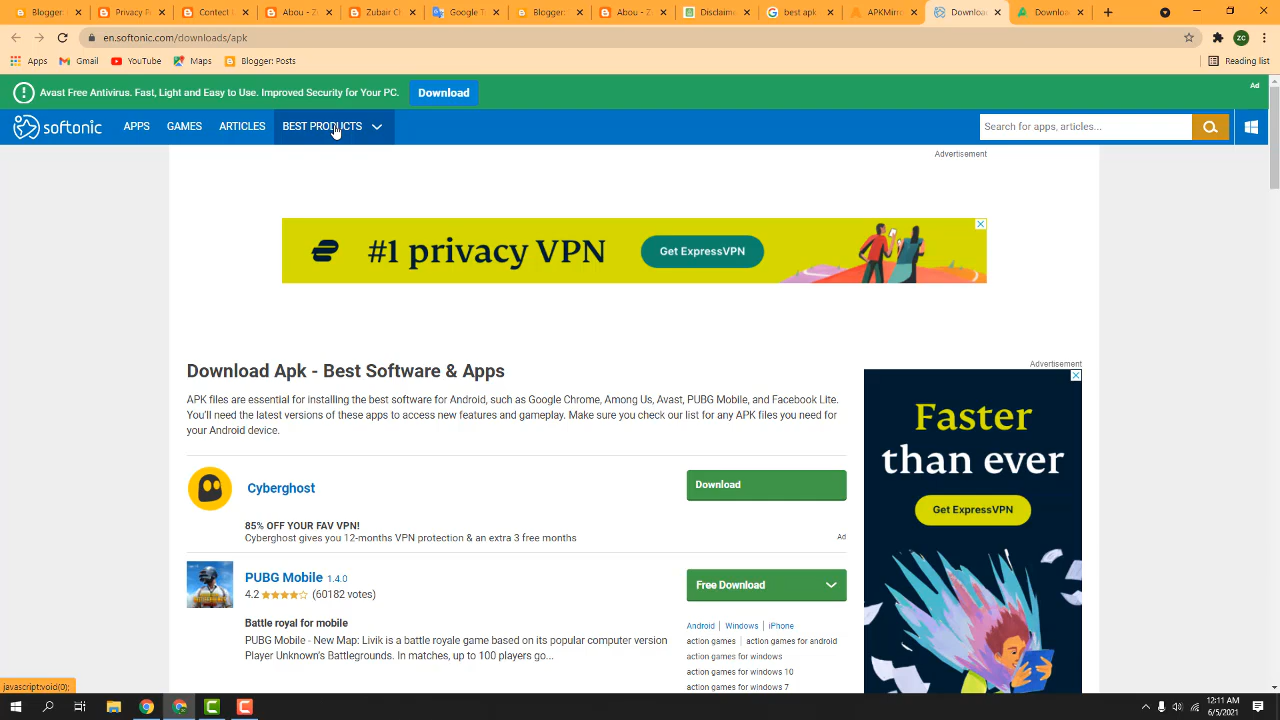 Blogger:
Best - Z
Contact
Abou - Z
Zubair C
Google T
Blogger:
Abou - Z
Disclaime
best apk
APKMirro
Downloa
Downloa
en.softonic.com/downloads/apk
ZC
Apps
Gmail
YouTube
Maps
Blogger: Posts
Reading list
Avast Free Antivirus. Fast, Light and Easy to Use. Improved Security for Your PC.
Download
Ad
softonic
APPS
GAMES
ARTICLES
BEST PRODUCTS
Search for apps, articles...
Advertisement
#1 privacy VPN
Get ExpressVPN
Download Apk - Best Software & Apps
Advertisement
APK files are essential for installing the best software for Android, such as Google Chrome, Among Us, Avast, PUBG Mobile, and Facebook Lite.
You'll need the latest versions of these apps to access new features and gameplay. Make sure you check our list for any APK files you need for
your Android device.
Faster
than ever
Get ExpressVPN
Cyberghost
Download
85% OFF YOUR FAV VPN!
Cyberghost gives you 12-months VPN protection & an extra 3 free months
Ad
PUBG Mobile 1.4.0
4.2 (60182 votes)
Free Download
Battle royal for mobile
PUBG Mobile - New Map: Livik is a battle royale game based on its popular computer version
Player Unknown's Battlegrounds. In matches, up to 100 players go...
Android | Windows | iPhone
action games | action games for android
action games for windows
action games for windows 10
action games for windows 7
javascript:void(0);
12:11 AM
6/5/2021